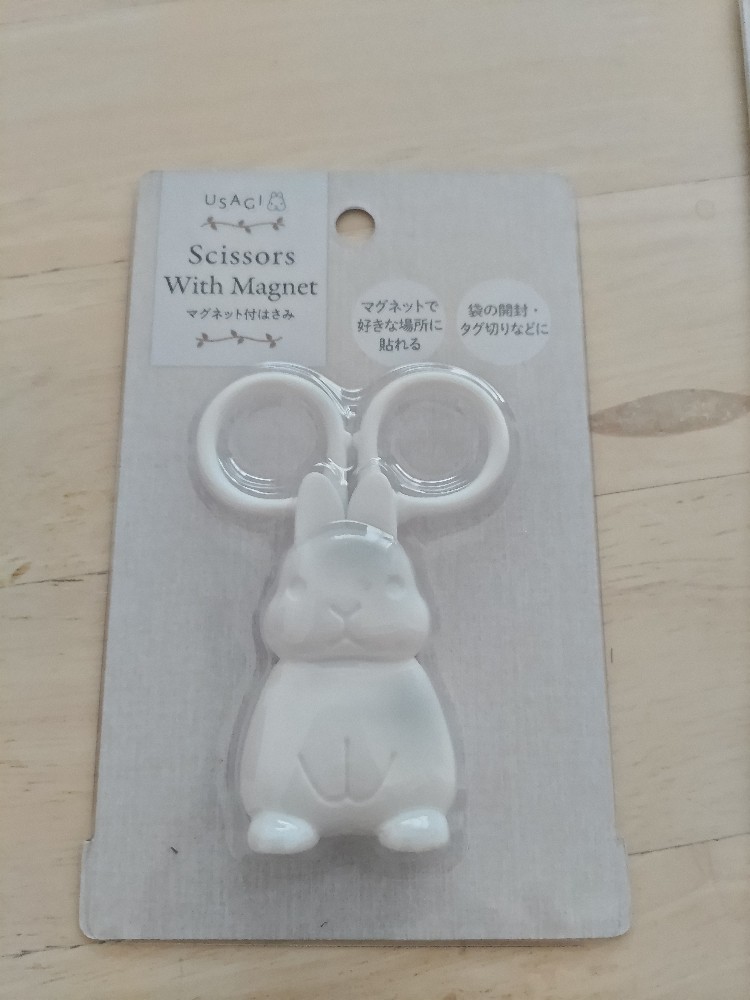 USAGI
Scissors
With Magnet
マグネット付はさみ
マグネットで
好きな場所に
貼れる
袋の開封・
タグ切りなどに